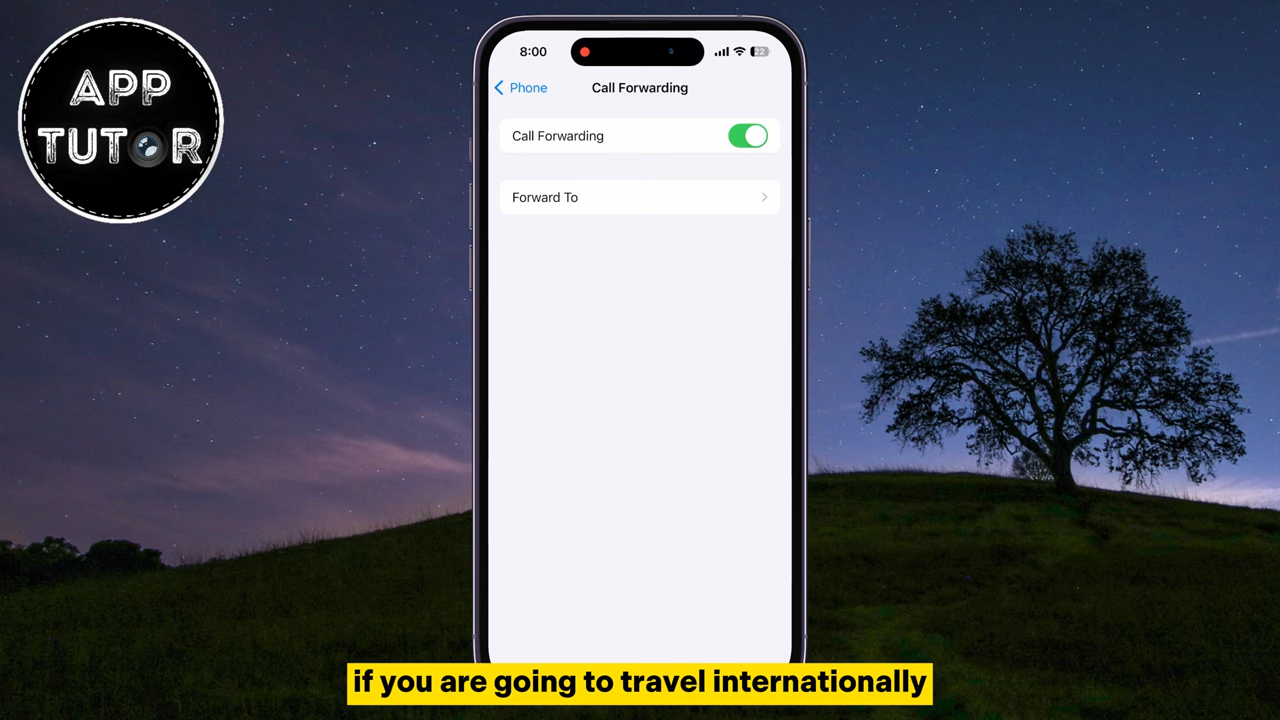 APP
TUTOR
8:00
22
Phone
Call Forwarding
Call Forwarding
Forward To
if you are going to travel internationally